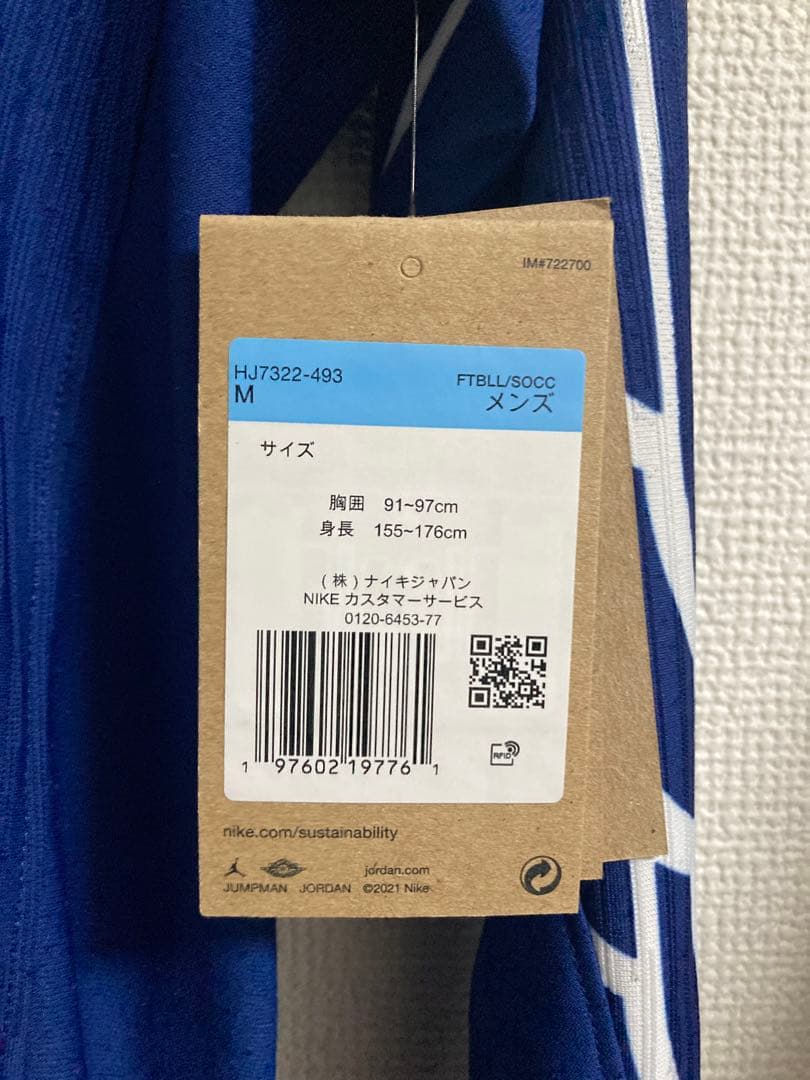 IM#722700
HJ7322-493
FTBLL/SOCC
M
メンズ
サイズ
胸囲 91~97cm
身長 155~176cm
(株)ナイキジャパン
NIKE カスタマーサービス
0120-6453-77
RFID
1 97602 19776 1
nike.com/sustainability
jordan.com
JUMPMAN JORDAN ©2021 Nike